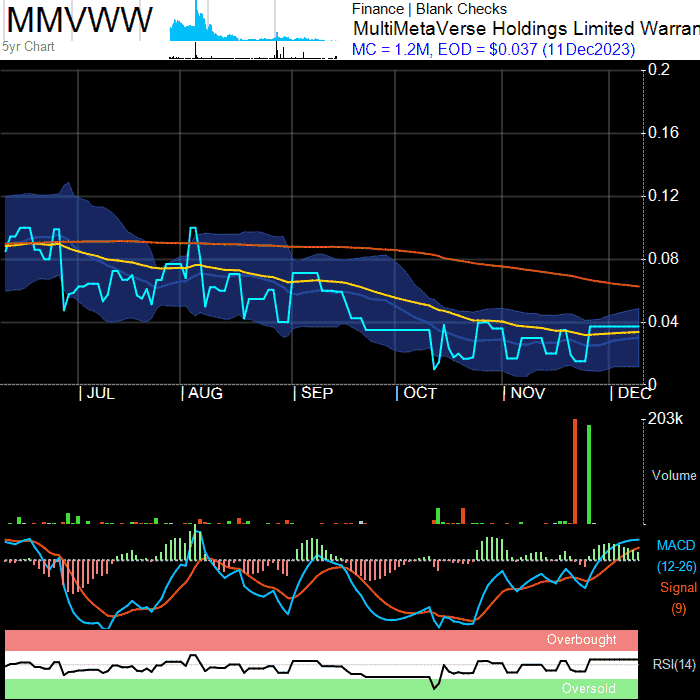 MMVWW
5yr Chart
Finance | Blank Checks
MultiMetaVerse Holdings Limited Warran
MC = 1.2M, EOD = $0.037 (11Dec2023)
0.2
0.16
0.12
0.08
0.04
0
JUL AUG SEP OCT NOV DEC
203k
Volume
MACD
(12-26)
Signal
(9)
Overbought
RSI(14)
Oversold